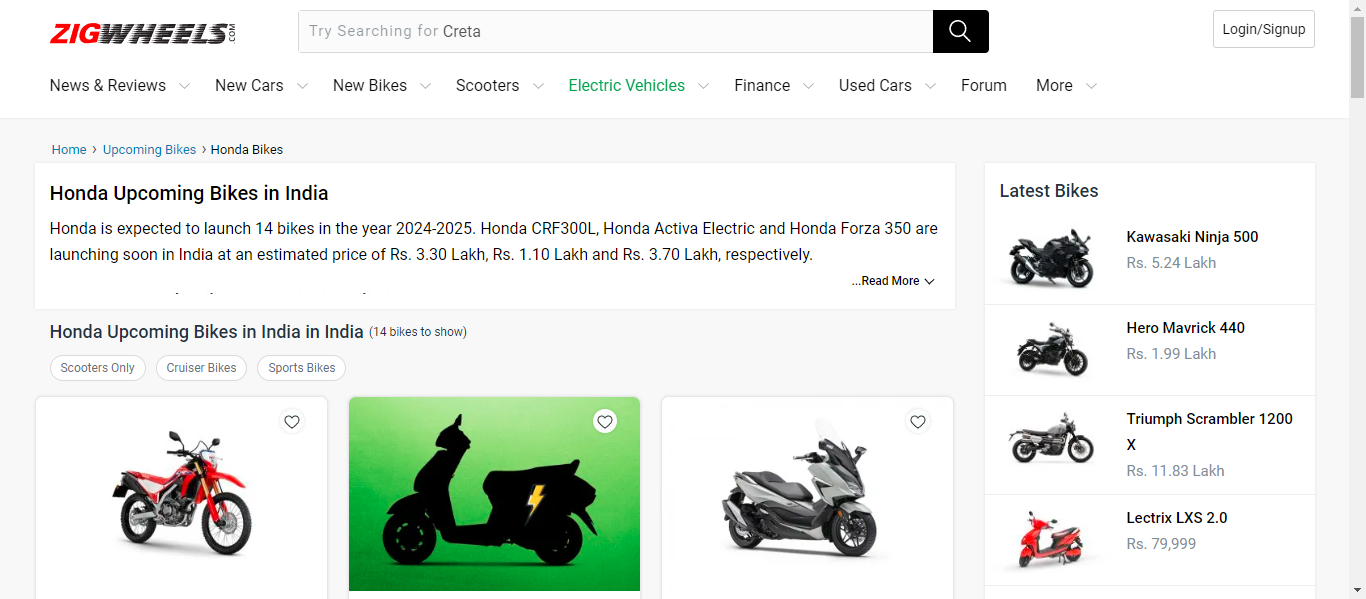 ZIGWHEELS.COM
Try Searching for Creta
Login/Signup
News & Reviews
New Cars
New Bikes
Scooters
Electric Vehicles
Finance
Used Cars
Forum
More
Home › Upcoming Bikes › Honda Bikes
Honda Upcoming Bikes in India
Honda is expected to launch 14 bikes in the year 2024-2025. Honda CRF300L, Honda Activa Electric and Honda Forza 350 are
launching soon in India at an estimated price of Rs. 3.30 Lakh, Rs. 1.10 Lakh and Rs. 3.70 Lakh, respectively.
...Read More
Honda Upcoming Bikes in India in India (14 bikes to show)
Scooters Only
Cruiser Bikes
Sports Bikes
Latest Bikes
Kawasaki Ninja 500
Rs. 5.24 Lakh
Hero Mavrick 440
Rs. 1.99 Lakh
Triumph Scrambler 1200
X
Rs. 11.83 Lakh
Lectrix LXS 2.0
Rs. 79,999